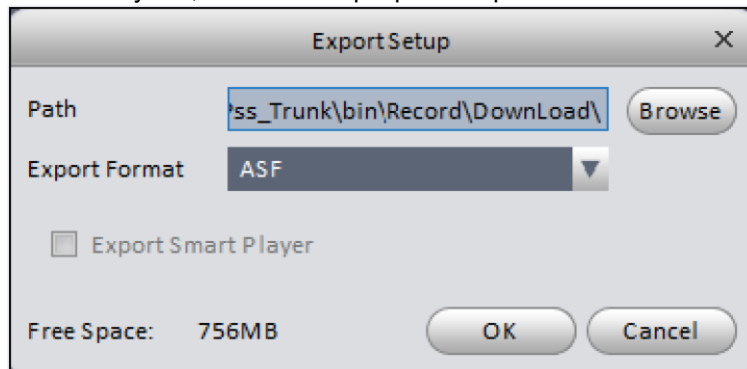 Export Setup
Path
ss_Trunk\bin\Record\DownLoad\
Browse
Export Format
ASF
Export Smart Player
Free Space: 756MB
OK
Cancel